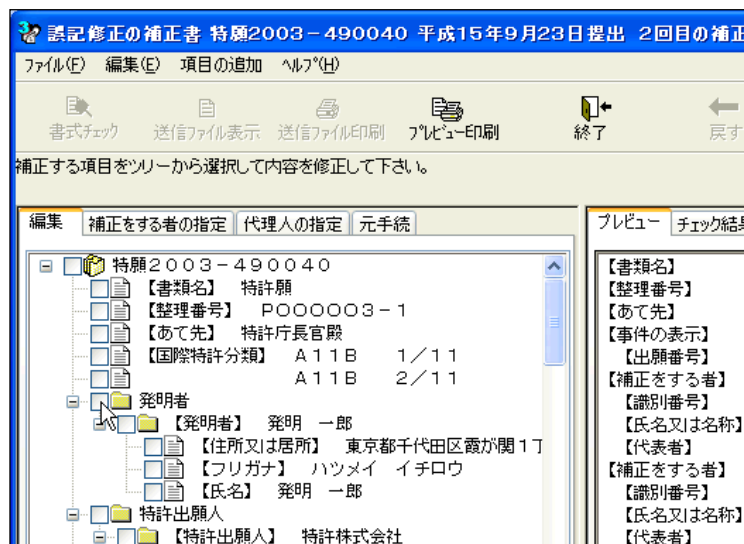 誤記修正の補正書 特願2003-490040 平成15年9月23日提出 2回目の補正
ファイル(F) 編集(E) 項目の追加 ヘルプ(H)
書式チェック 送信ファイル表示 送信ファイル印刷 プレビュー印刷 終了 戻す
補正する項目をツリーから選択して内容を修正して下さい。
編集 補正をする者の指定 代理人の指定 元手続
特願2003-490040
【書類名】 特許願
【整理番号】 P000003-1
【あて先】 特許庁長官殿
【国際特許分類】 A11B 1/11
A11B 2/11
発明者
【発明者】 発明 一郎
【住所又は居所】 東京都千代田区霞が関1丁
【フリガナ】 ハツメイ イチロウ
【氏名】 発明 一郎
特許出願人
【特許出願人】 特許株式会社
プレビュー チェック結果
【書類名】
【整理番号】
【あて先】
【事件の表示】
【出願番号】
【補正をする者】
【識別番号】
【氏名又は名称】
【代表者】
【補正をする者】
【識別番号】
【氏名又は名称】
【代表者】